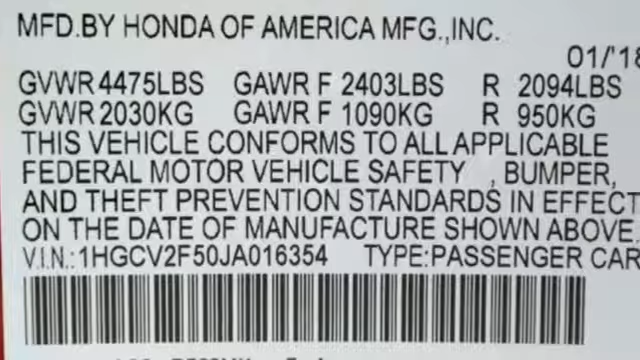 MFD.BY HONDA OF AMERICA MFG.,INC.
01/'18
GVWR 4475LBS GAWR F 2403LBS R 2094LBS
GVWR 2030KG GAWR F 1090KG R 950KG
THIS VEHICLE CONFORMS TO ALL APPLICABLE
FEDERAL MOTOR VEHICLE SAFETY , BUMPER,
AND THEFT PREVENTION STANDARDS IN EFFECT
ON THE DATE OF MANUFACTURE SHOWN ABOVE.
V.I.N.:1HGCV2F50JA016354 TYPE:PASSENGER CAR